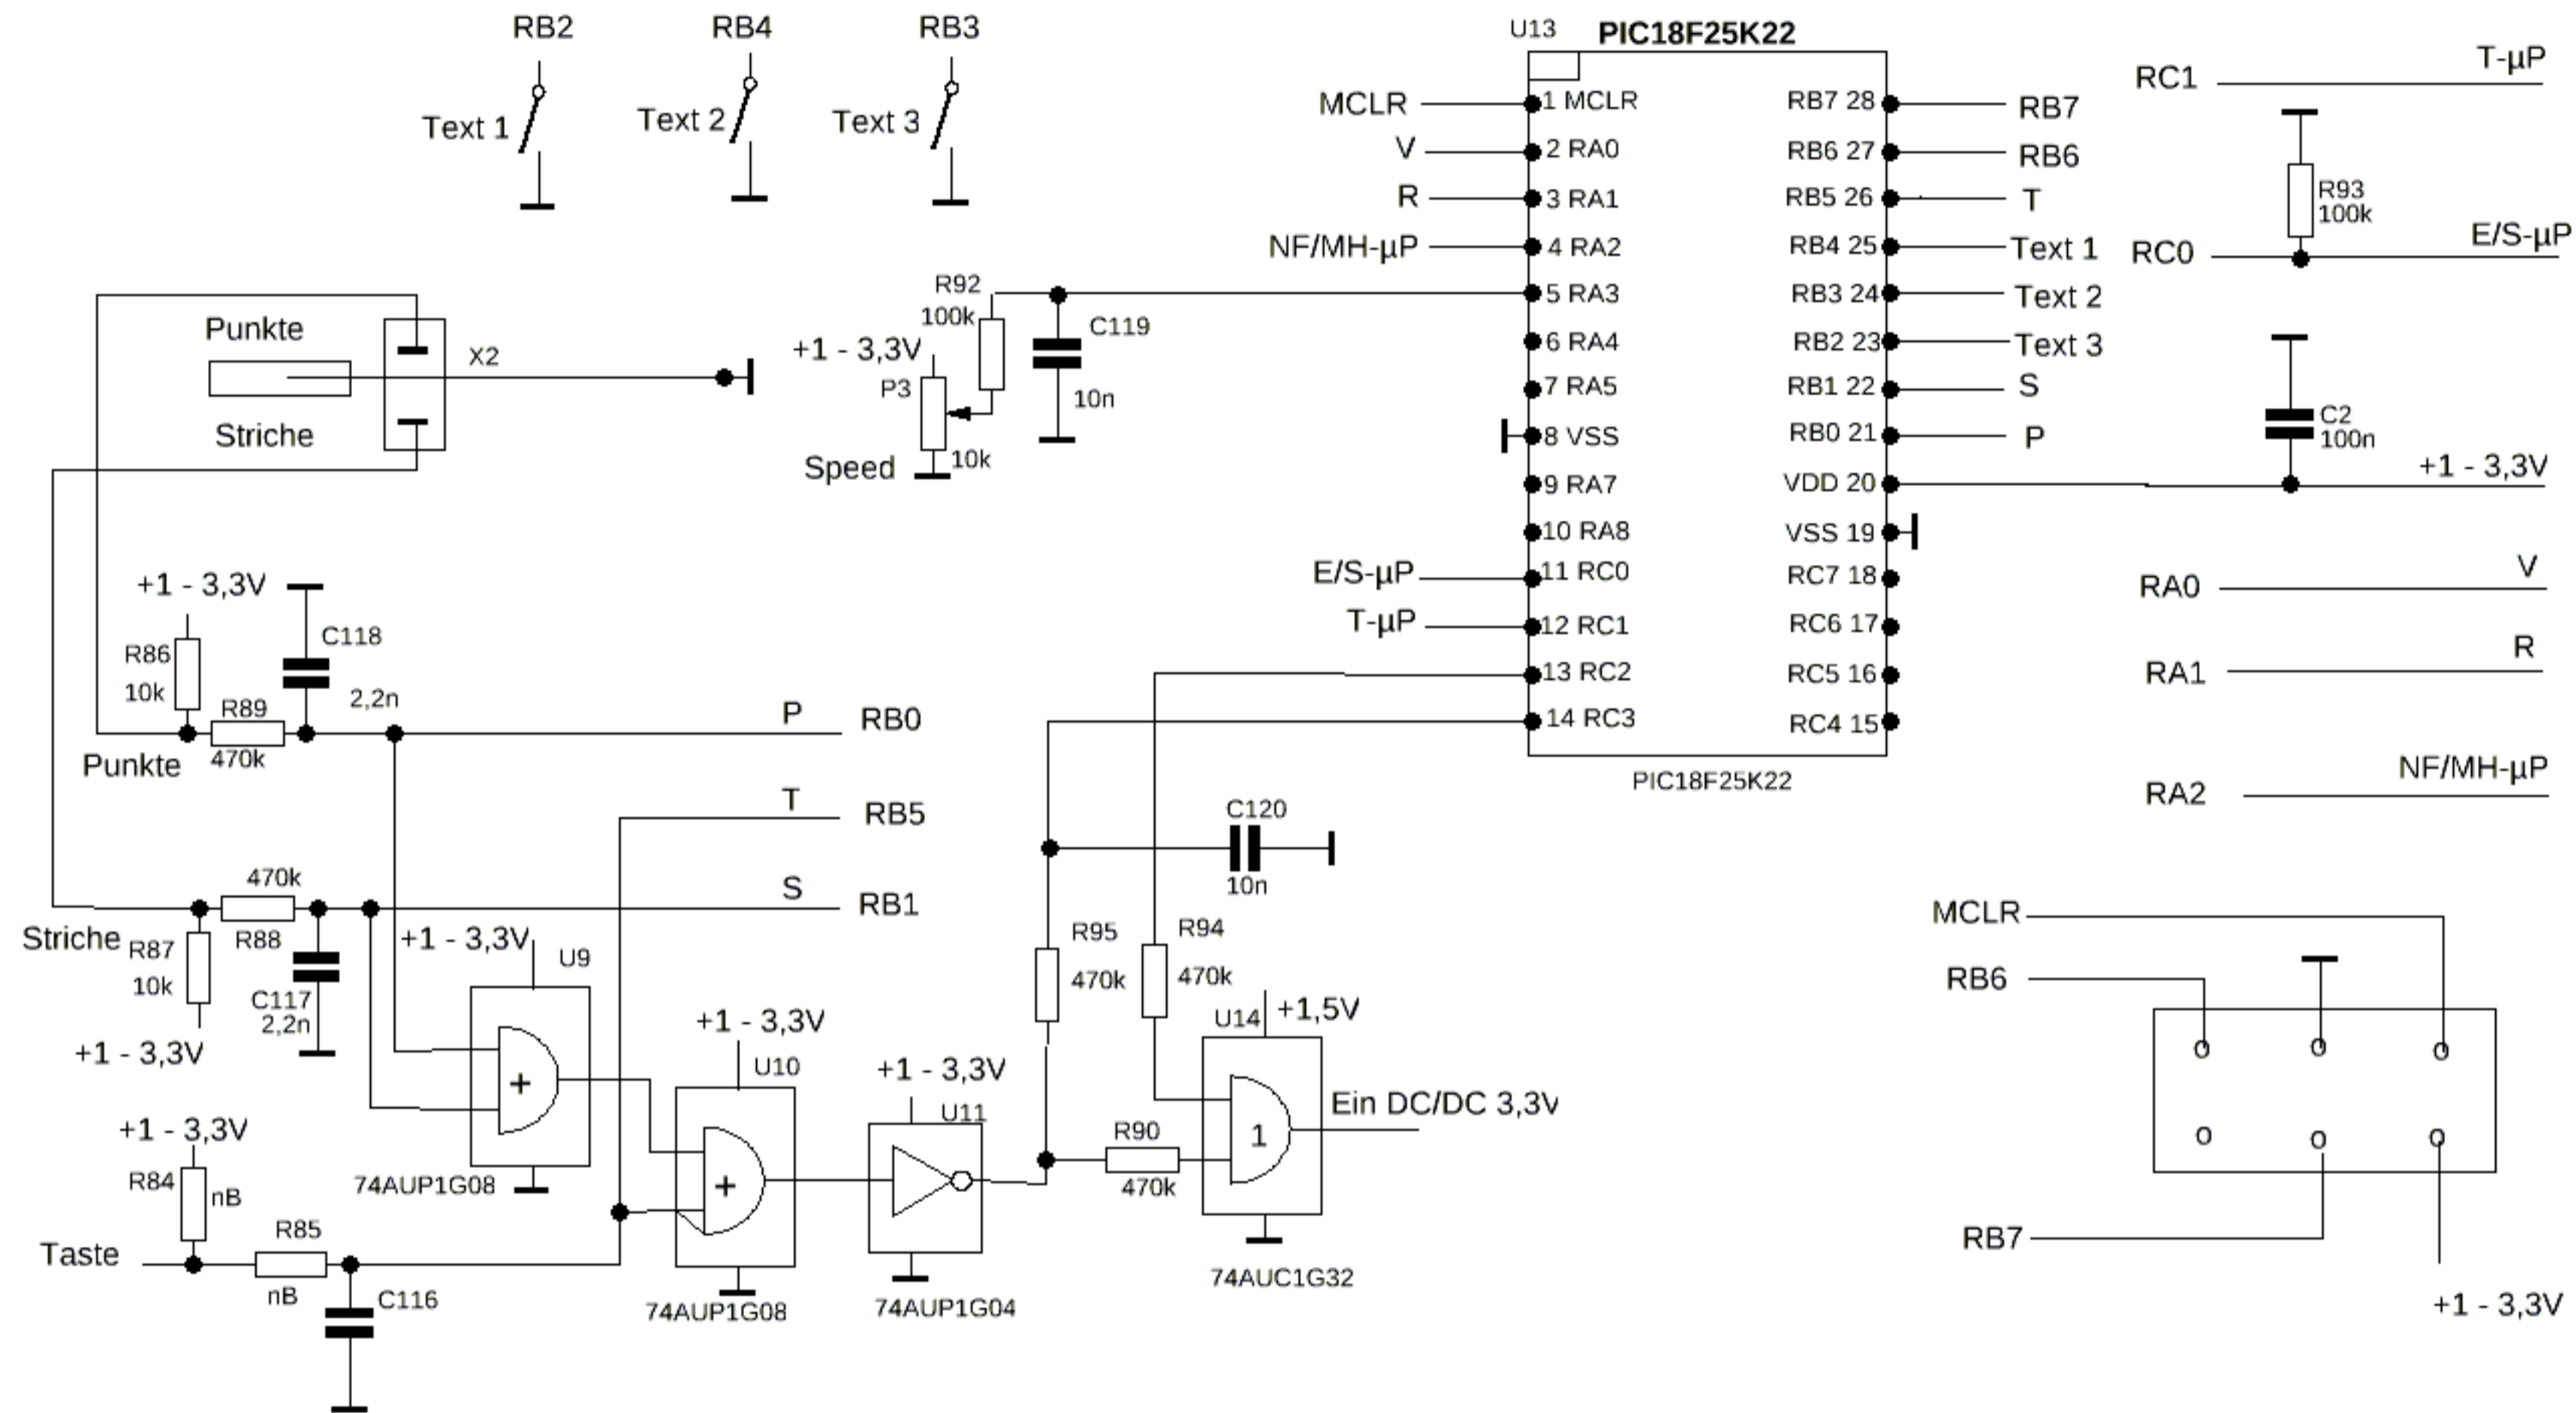 RB2
RB4
RB3
Text 1
Text 2
Text 3
U13
PIC18F25K22
MCLR
V
R
NF/MH-µP
E/S-µP
T-µP
1 MCLR
2 RA0
3 RA1
4 RA2
5 RA3
6 RA4
7 RA5
8 VSS
9 RA7
10 RA8
11 RC0
12 RC1
13 RC2
14 RC3
RB7 28
RB6 27
RB5 26
RB4 25
RB3 24
RB2 23
RB1 22
RB0 21
VDD 20
VSS 19
RC7 18
RC6 17
RC5 16
RC4 15
PIC18F25K22
RB7
RB6
T
Text 1
Text 2
Text 3
S
P
RC1
T-µP
R93
100k
RC0
E/S-µP
C2
100n
+1 - 3,3V
RA0
V
RA1
R
RA2
NF/MH-µP
Punkte
X2
Striche
R92
100k
C119
10n
+1 - 3,3V
P3
10k
Speed
+1 - 3,3V
R86
10k
C118
2,2n
R89
470k
Punkte
P
RB0
T
RB5
S
RB1
470k
R88
Striche
R87
10k
+1 - 3,3V
C117
2,2n
+1 - 3,3V
U9
+
74AUP1G08
+1 - 3,3V
R84
nB
Taste
R85
nB
C116
+1 - 3,3V
U10
+
74AUP1G08
+1 - 3,3V
U11
74AUP1G04
C120
10n
R95
470k
R94
470k
R90
470k
U14
+1,5V
1
Ein DC/DC 3,3V
74AUC1G32
MCLR
RB6
RB7
+1 - 3,3V